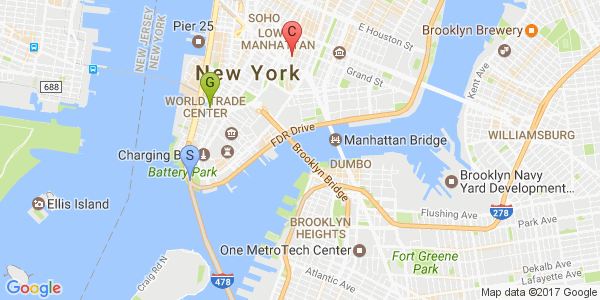 SOHO
Pier 25
LOW
MANHATTAN
C
E Houston St
Brooklyn Brewery
NEW JERSEY
NEW YORK
New York
Grand St
Kent Ave
688
G
WORLD TRADE
CENTER
FDR Drive
WILLIAMSBURG
Manhattan Bridge
Charging B
S
Battery Park
Brooklyn Bridge
DUMBO
Brooklyn Navy
Yard Development...
Ellis Island
278
Flushing Ave
Park Ave
BROOKLYN
HEIGHTS
One MetroTech Center
Fort Greene
Park
Craig Rd N
478
Atlantic Ave
Dekalb Ave
Lafayette Ave
Google
Map data ©2017 Google